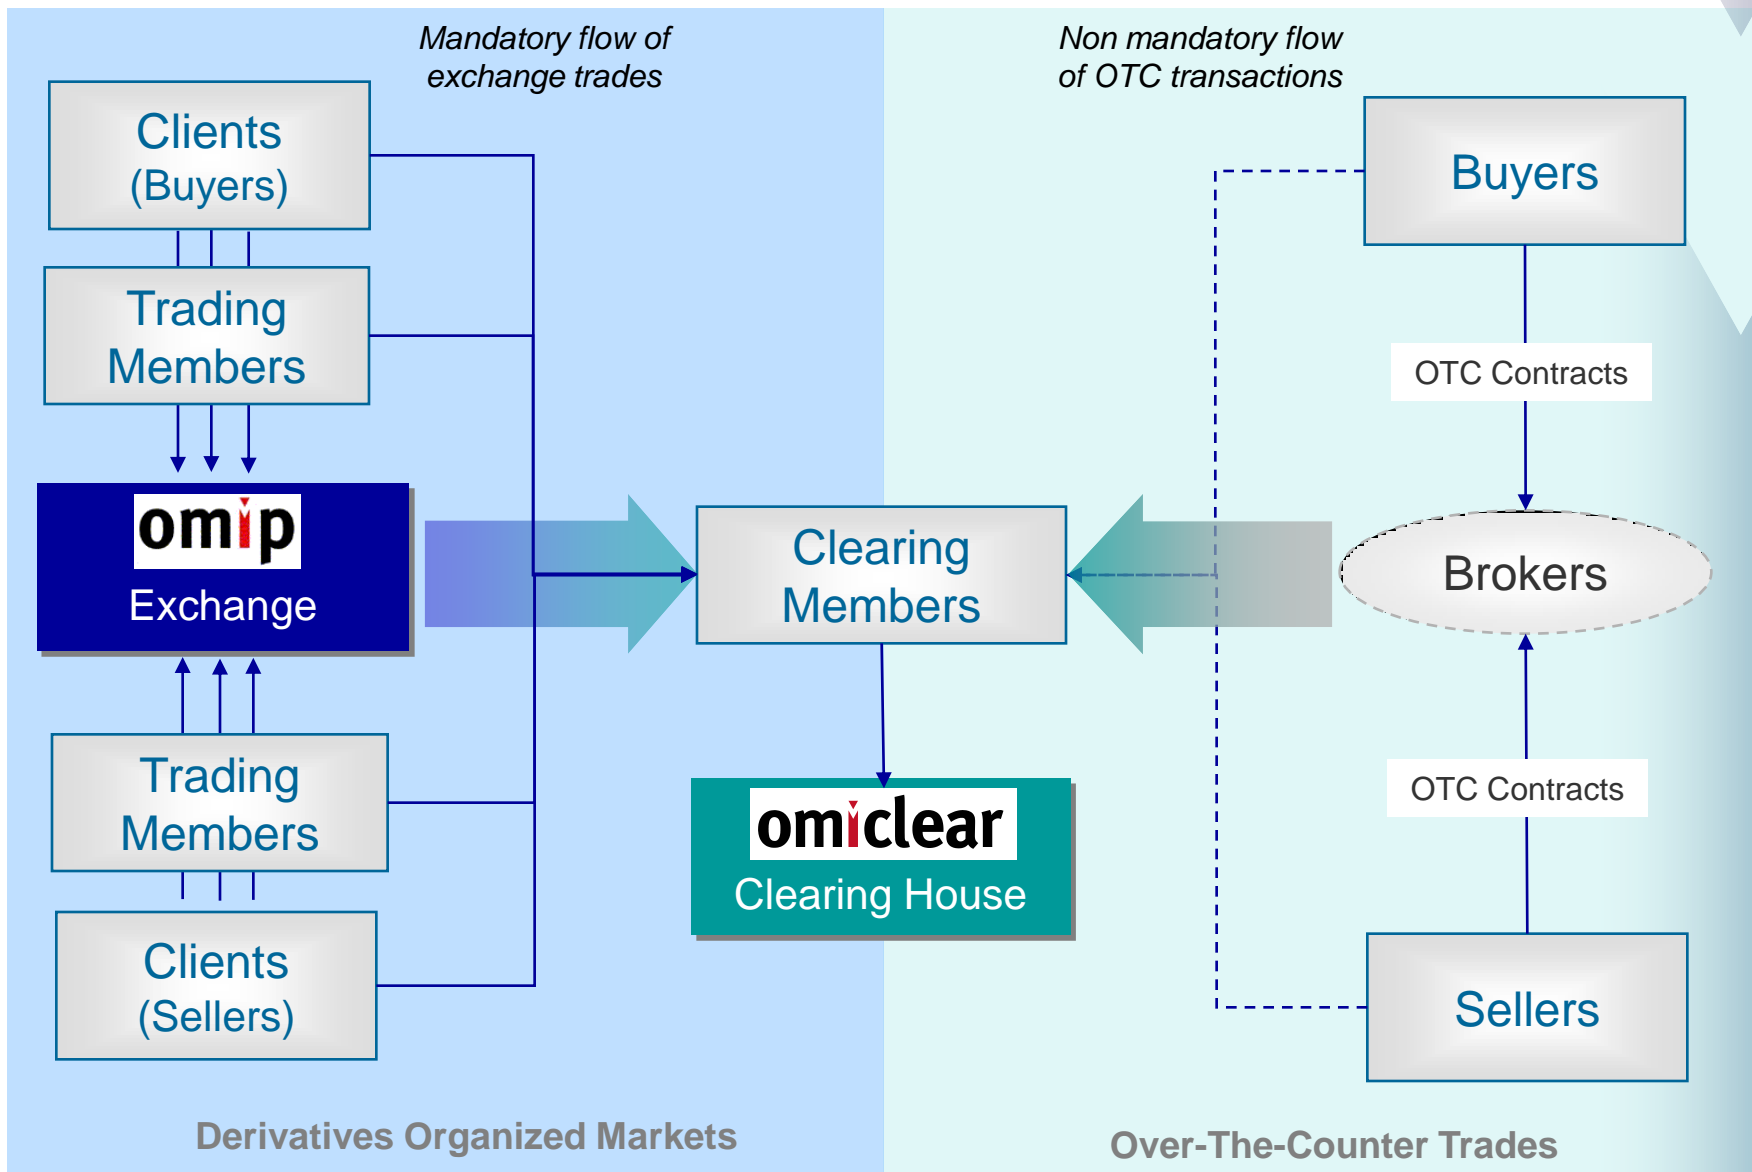 Mandatory flow of
exchange trades
Non mandatory flow
of OTC transactions
Clients
(Buyers)
Trading
Members
omip
Exchange
Trading
Members
Clients
(Sellers)
Clearing
Members
omiclear
Clearing House
Buyers
OTC Contracts
Brokers
OTC Contracts
Sellers
Derivatives Organized Markets
Over-The-Counter Trades